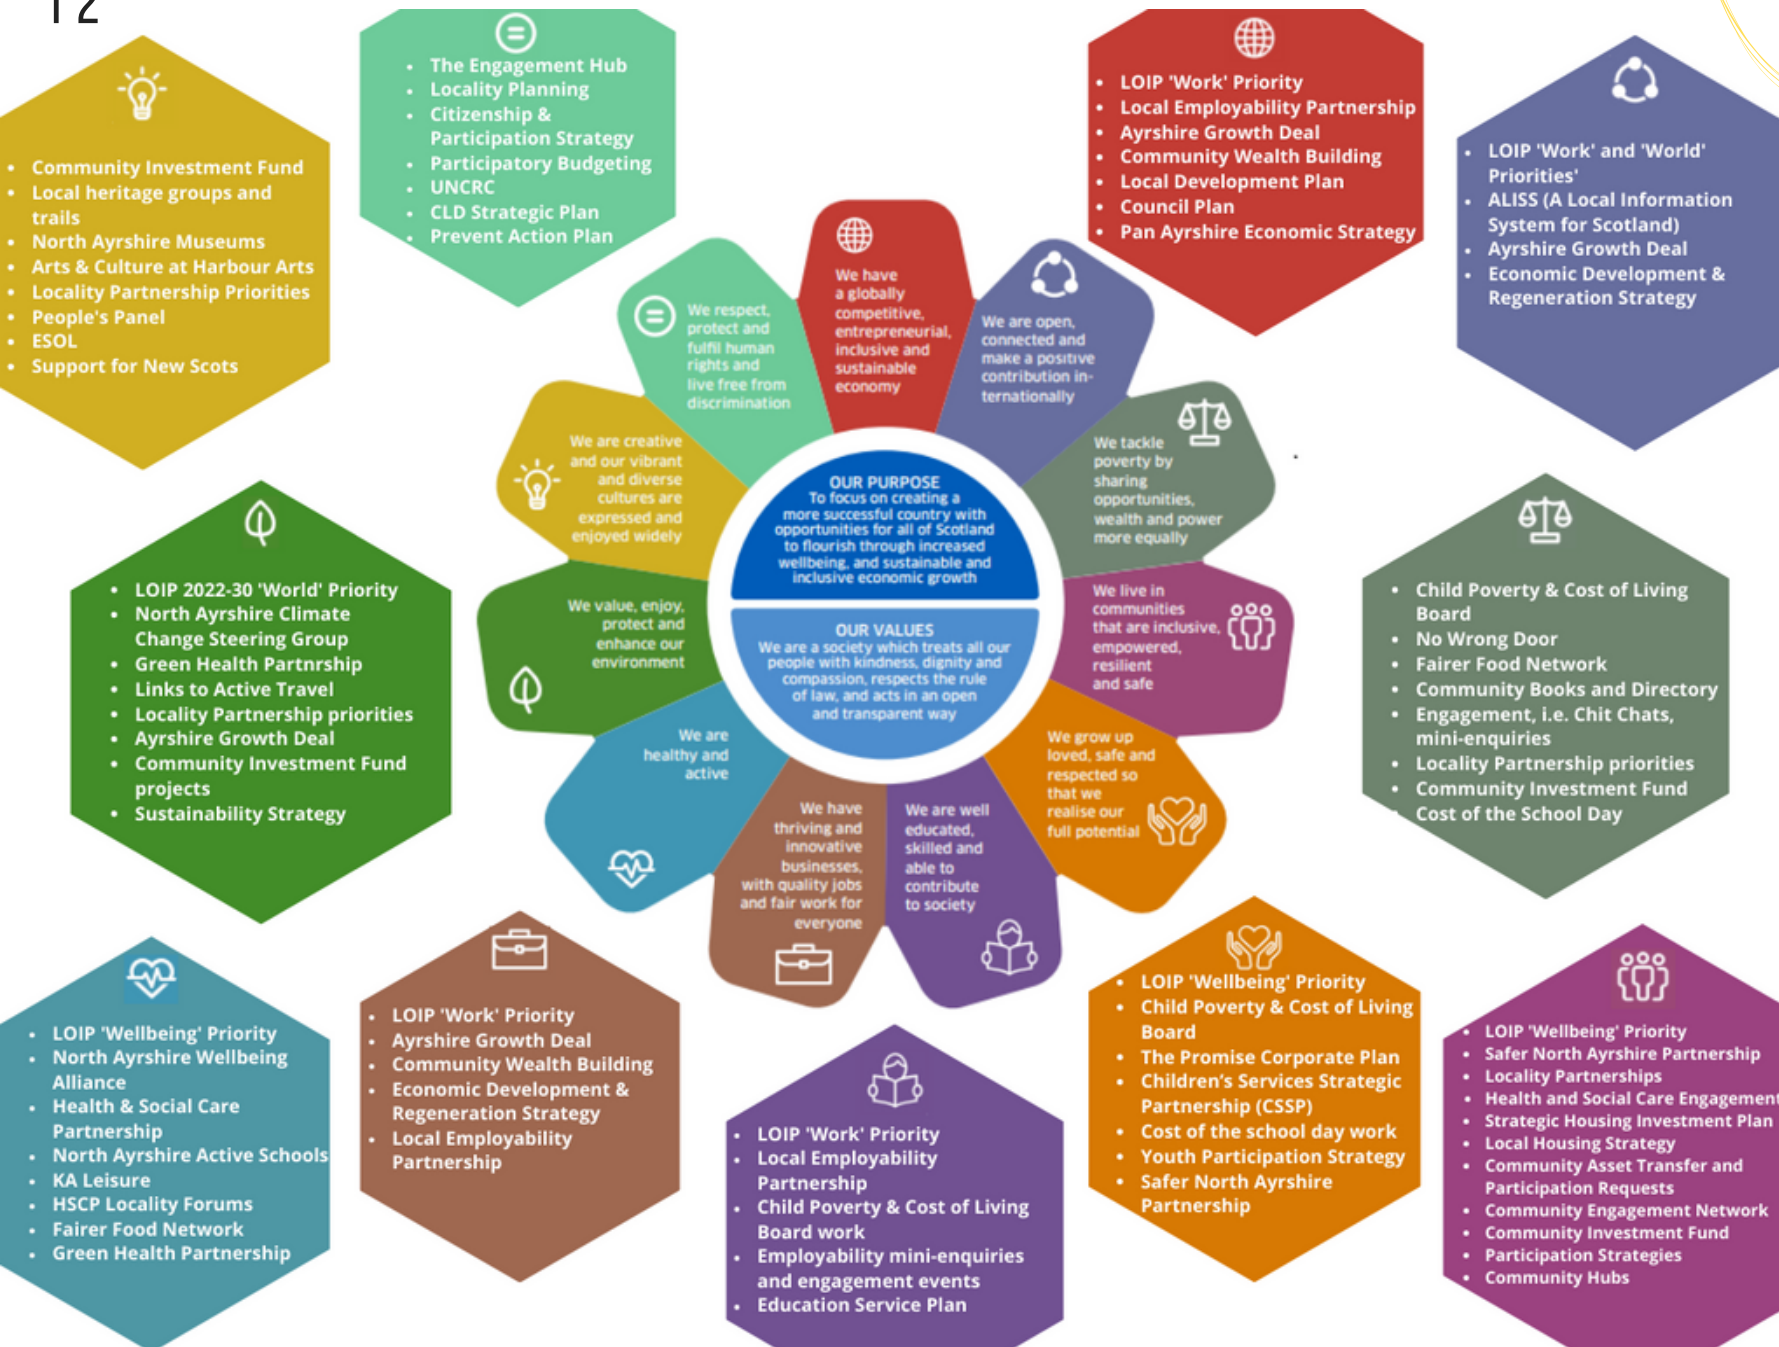 12
• Community Investment Fund
• Local heritage groups and
trails
• North Ayrshire Museums
• Arts & Culture at Harbour Arts
• Locality Partnership Priorities
• People's Panel
• ESOL
• Support for New Scots
• The Engagement Hub
• Locality Planning
• Citizenship &
Participation Strategy
• Participatory Budgeting
• UNCRC
• CLD Strategic Plan
• Prevent Action Plan
• LOIP 'Work' Priority
• Local Employability Partnership
• Ayrshire Growth Deal
• Community Wealth Building
• Local Development Plan
• Council Plan
• Pan Ayrshire Economic Strategy
• LOIP 'Work' and 'World'
Priorities'
• ALISS (A Local Information
System for Scotland)
• Ayrshire Growth Deal
• Economic Development &
Regeneration Strategy
We respect,
protect and
fulfil human
rights and
live free from
discrimination
We have
a globally
competitive,
entrepreneurial,
inclusive and
sustainable
economy
We are open,
connected and
make a positive
contribution in-
ternationally
We are creative
and our vibrant
and diverse
cultures are
expressed and
enjoyed widely
We tackle
poverty by
sharing
opportunities,
wealth and power
more equally
OUR PURPOSE
To focus on creating a
more successful country with
opportunities for all of Scotland
to flourish through increased
wellbeing, and sustainable and
inclusive economic growth
OUR VALUES
We are a society which treats all our
people with kindness, dignity and
compassion, respects the rule
of law, and acts in an open
and transparent way
We value, enjoy,
protect and
enhance our
environment
We live in
communities
that are inclusive,
empowered,
resilient
and safe
We are
healthy and
active
We have
thriving and
innovative
businesses,
with quality jobs
and fair work for
everyone
We are well
educated,
skilled and
able to
contribute
to society
We grow up
loved, safe and
respected so
that we
realise our
full potential
• LOIP 2022-30 'World' Priority
• North Ayrshire Climate
Change Steering Group
• Green Health Partnrship
• Links to Active Travel
• Locality Partnership priorities
• Ayrshire Growth Deal
• Community Investment Fund
projects
• Sustainability Strategy
• Child Poverty & Cost of Living
Board
• No Wrong Door
• Fairer Food Network
• Community Books and Directory
• Engagement, i.e. Chit Chats,
mini-enquiries
• Locality Partnership priorities
• Community Investment Fund
• Cost of the School Day
• LOIP 'Wellbeing' Priority
• North Ayrshire Wellbeing
Alliance
• Health & Social Care
Partnership
• North Ayrshire Active Schools
• KA Leisure
• HSCP Locality Forums
• Fairer Food Network
• Green Health Partnership
• LOIP 'Work' Priority
• Ayrshire Growth Deal
• Community Wealth Building
• Economic Development &
Regeneration Strategy
• Local Employability
Partnership
• LOIP 'Work' Priority
• Local Employability
Partnership
• Child Poverty & Cost of Living
Board work
• Employability mini-enquiries
and engagement events
• Education Service Plan
• LOIP 'Wellbeing' Priority
• Child Poverty & Cost of Living
Board
• The Promise Corporate Plan
• Children's Services Strategic
Partnership (CSSP)
• Cost of the school day work
• Youth Participation Strategy
• Safer North Ayrshire
Partnership
• LOIP 'Wellbeing' Priority
• Safer North Ayrshire Partnership
• Locality Partnerships
• Health and Social Care Engagement
• Strategic Housing Investment Plan
• Local Housing Strategy
• Community Asset Transfer and
Participation Requests
• Community Engagement Network
• Community Investment Fund
• Participation Strategies
• Community Hubs